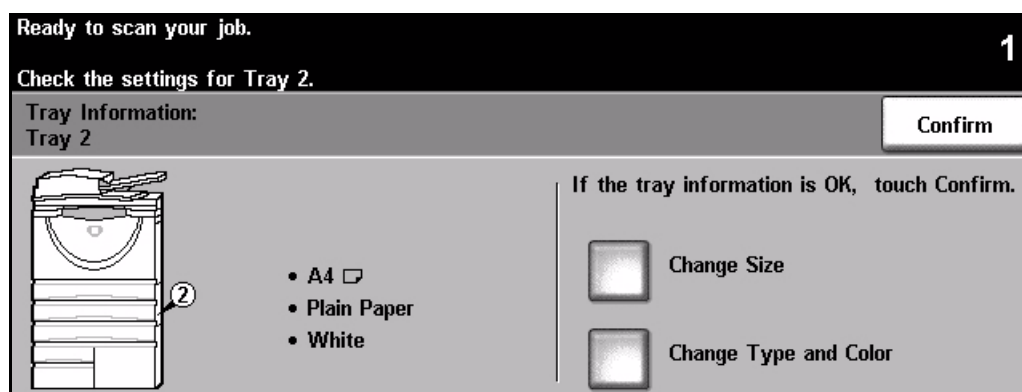 Ready to scan your job.
1
Check the settings for Tray 2.
Tray Information:
Tray 2
Confirm
If the tray information is OK, touch Confirm.
2
• A4
• Plain Paper
• White
Change Size
Change Type and Color